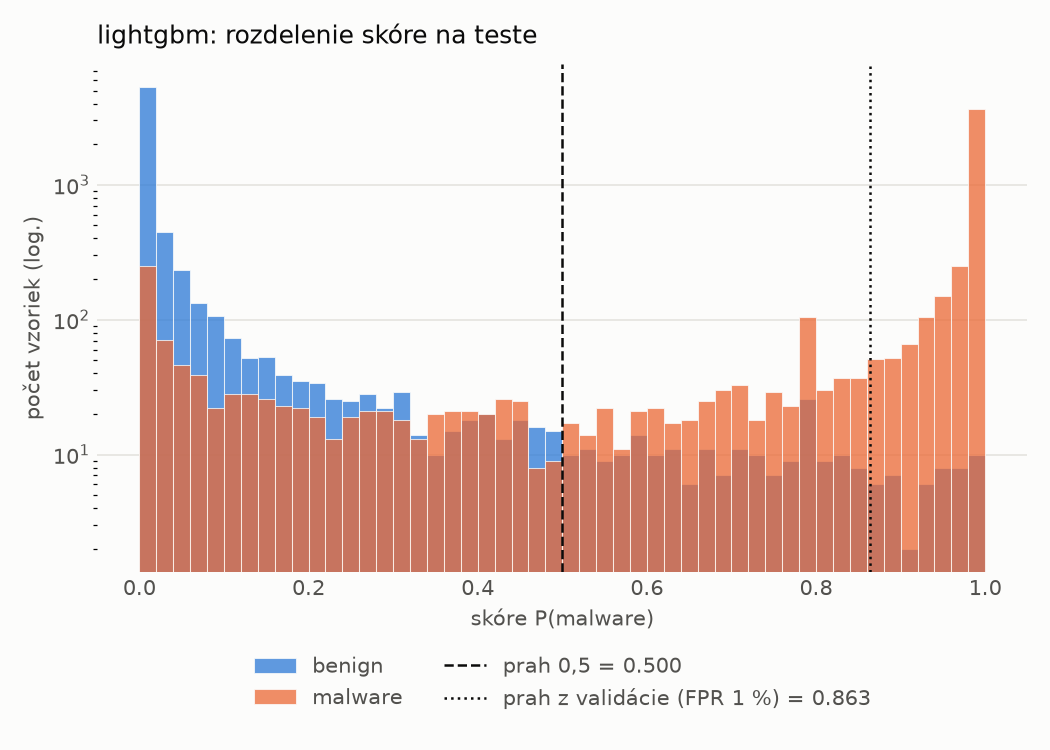 lightgbm: rozdelenie skóre na teste
počet vzoriek (log.)
10³
10²
10¹
0.0 0.2 0.4 0.6 0.8 1.0
skóre P(malware)
benign
malware
prah 0,5 = 0.500
prah z validácie (FPR 1 %) = 0.863